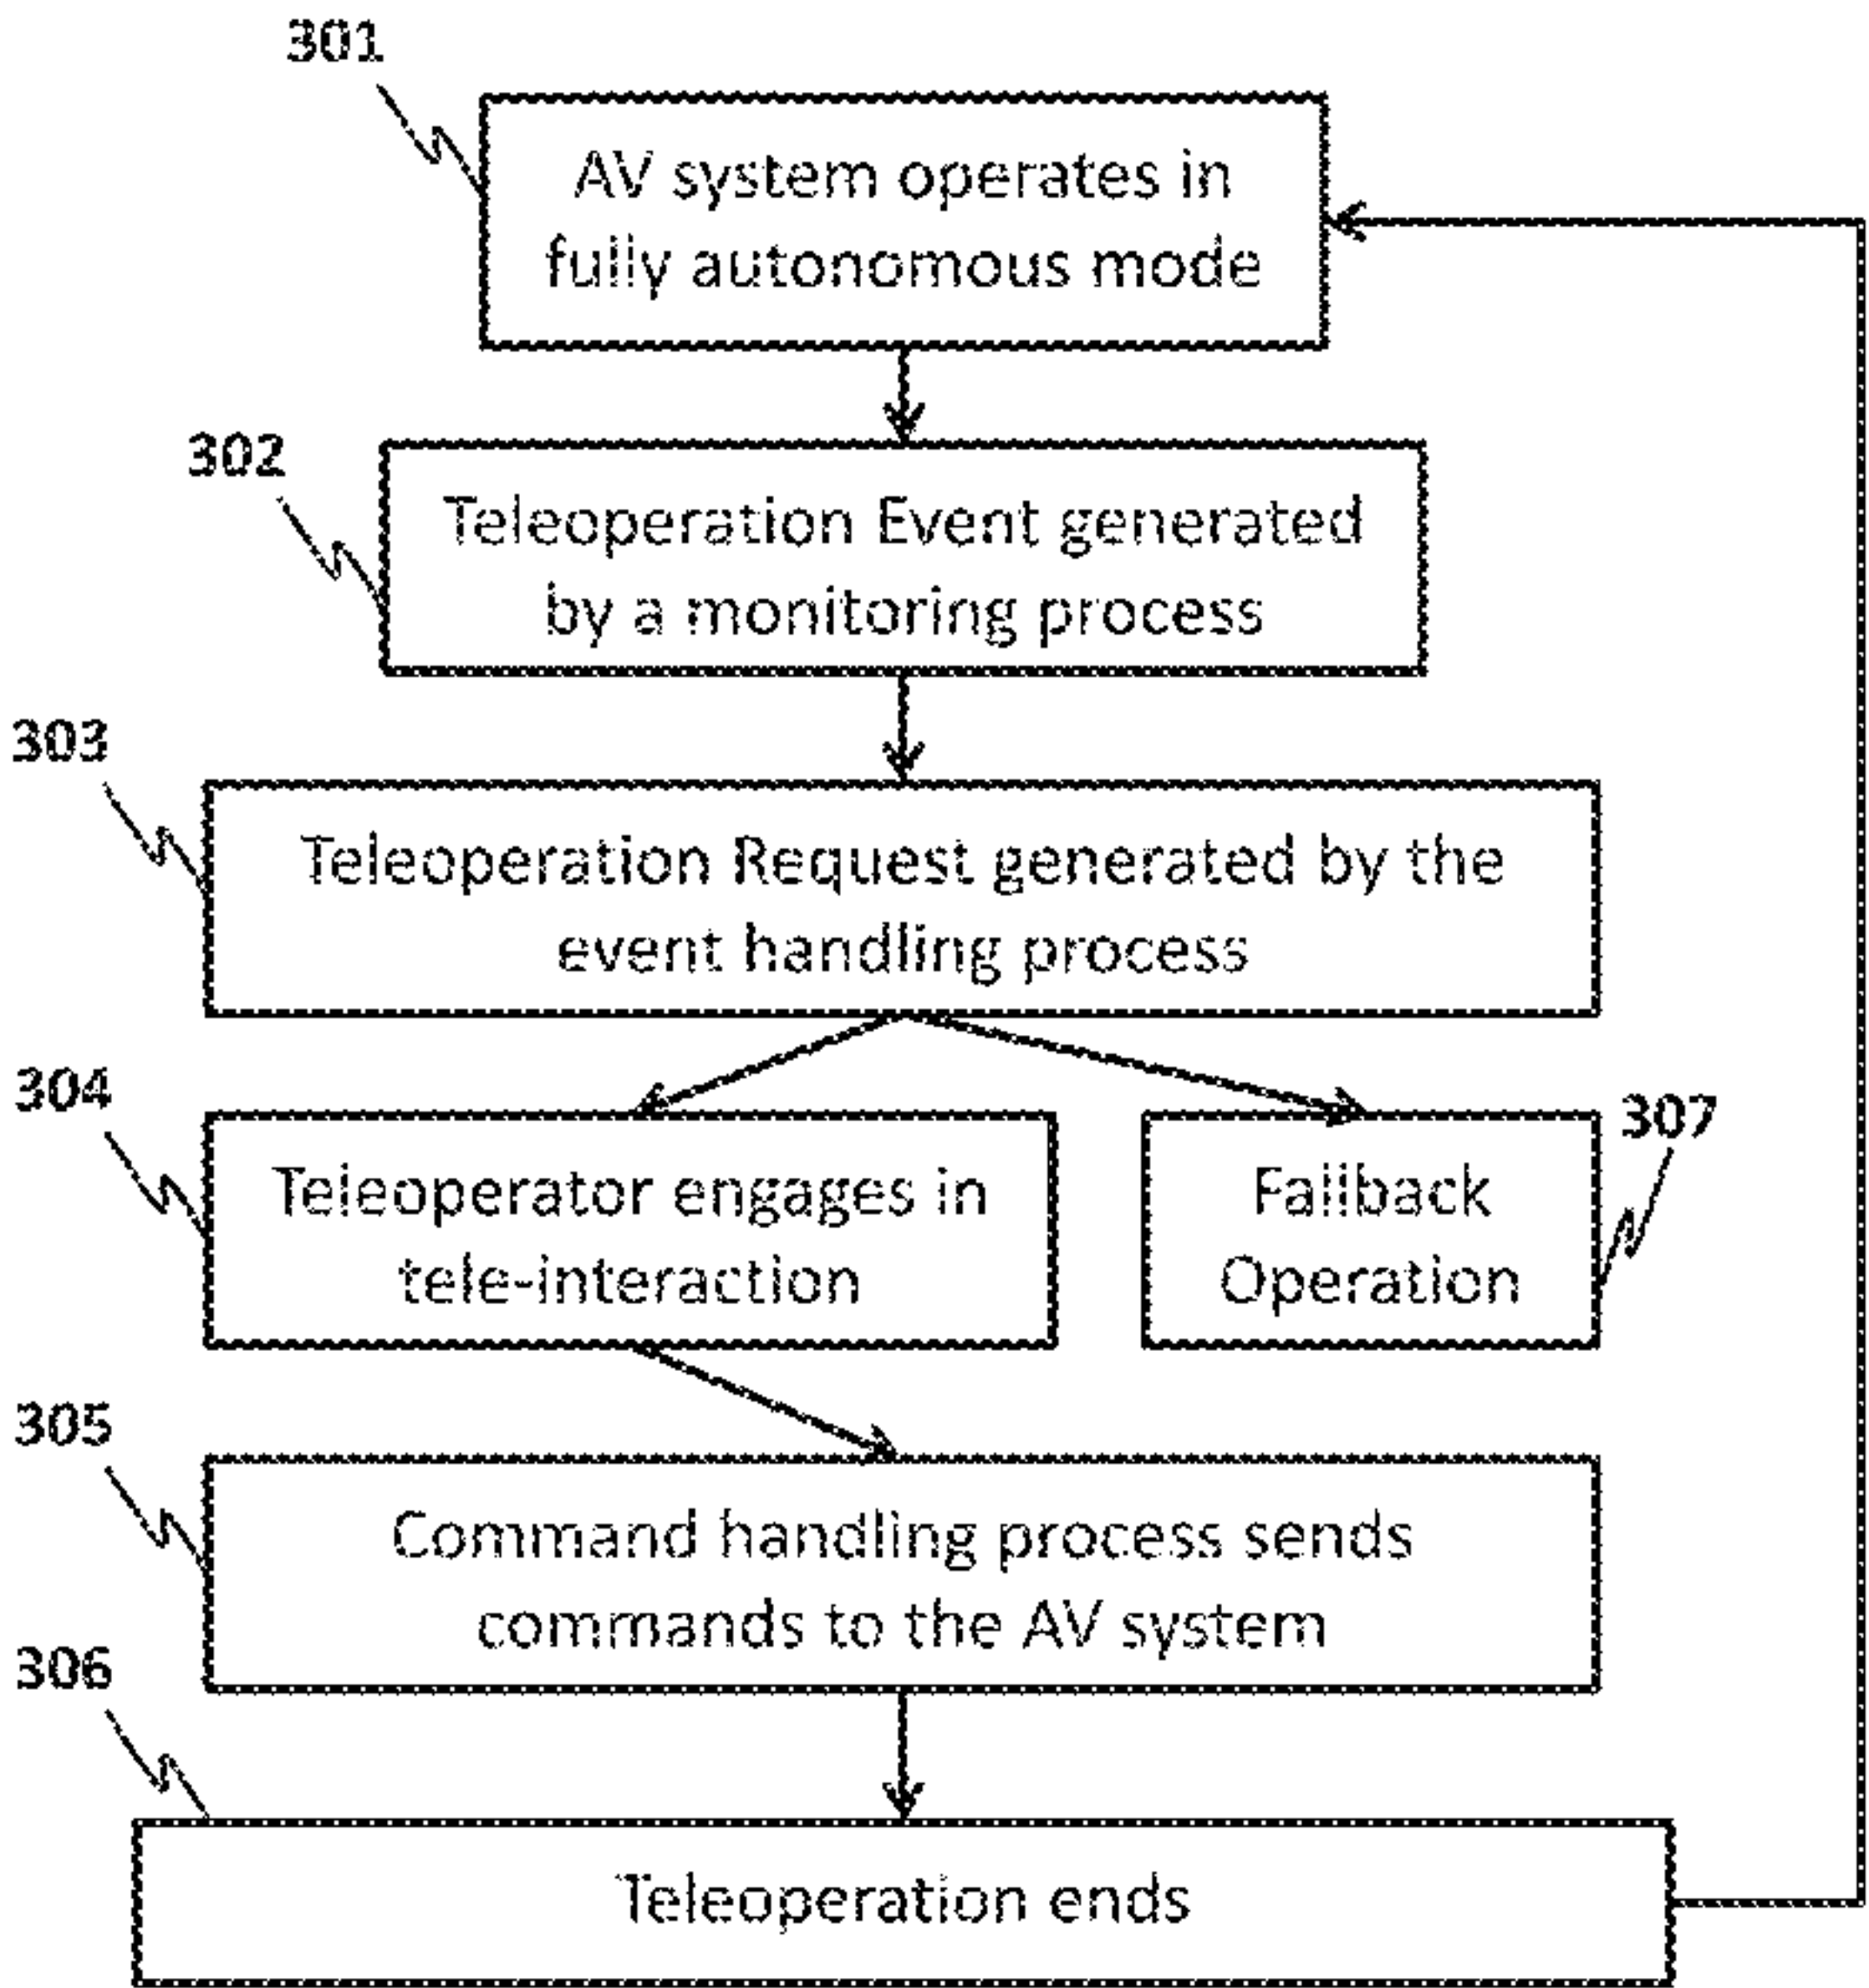 301
AV system operates in
fully autonomous mode
302
Teleoperation Event generated
by a monitoring process
303
Teleoperation Request generated by the
event handling process
304
Teleoperator engages in
tele-interaction
307
Fallback
Operation
305
Command handling process sends
commands to the AV system
306
Teleoperation ends